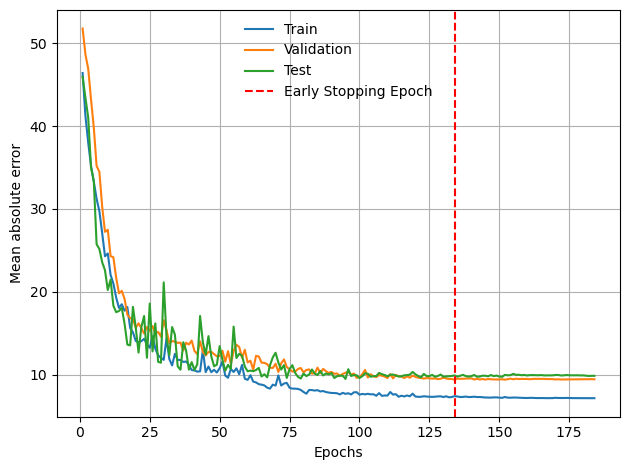 Train
Validation
Test
Early Stopping Epoch
Mean absolute error
50
40
30
20
10
0 25 50 75 100 125 150 175
Epochs